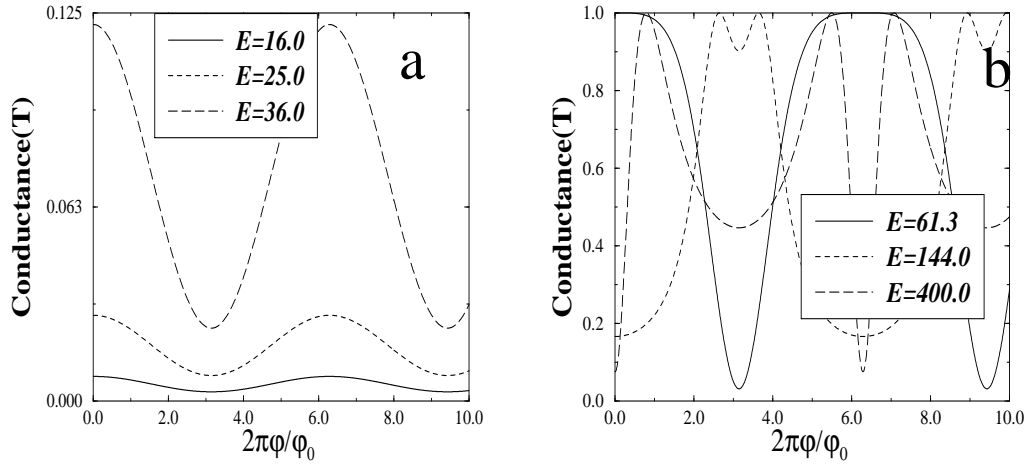 0.125
0.063
0.000
Conductance(T)
E=16.0
E=25.0
E=36.0
a
0.0 2.0 4.0 6.0 8.0 10.0
2πφ/φ0
1.0
0.8
0.6
0.4
0.2
0.0
Conductance(T)
b
E=61.3
E=144.0
E=400.0
0.0 2.0 4.0 6.0 8.0 10.0
2πφ/φ0